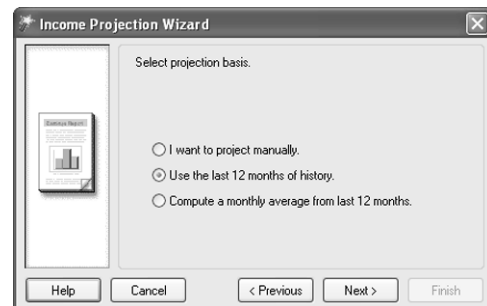 Income Projection Wizard
Select projection basis.
I want to project manually.
Use the last 12 months of history.
Compute a monthly average from last 12 months.
Help
Cancel
< Previous
Next >
Finish